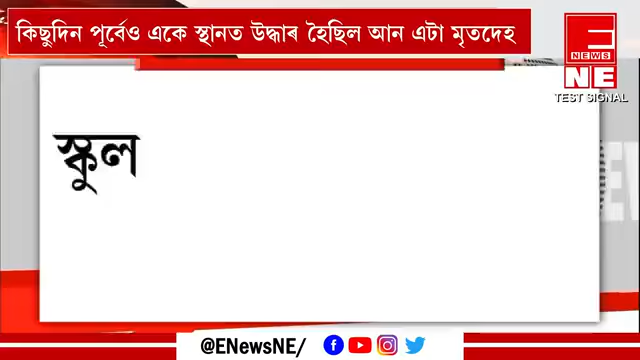 কিছুদিন পূৰ্বেও একে স্থানত উদ্ধাৰ হৈছিল আন এটা মৃতদেহ
E
NEWS
NE
TEST SIGNAL
স্কুল
@ENewsNE/